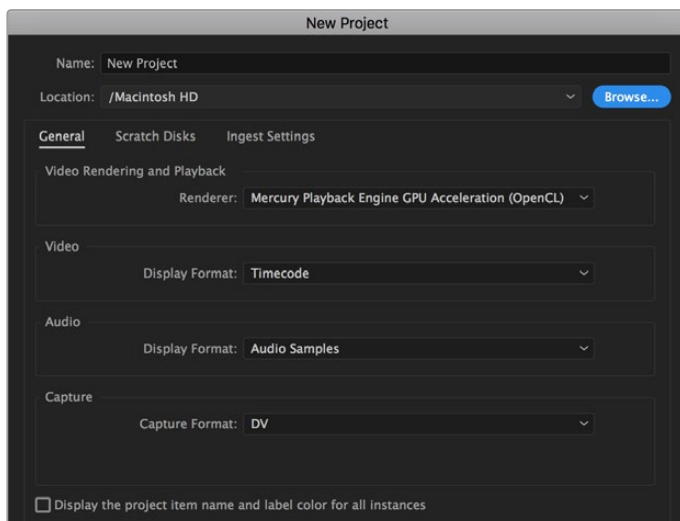 New Project
Name: New Project
Location: /Macintosh HD Browse...
General Scratch Disks Ingest Settings
Video Rendering and Playback
Renderer: Mercury Playback Engine GPU Acceleration (OpenCL)
Video
Display Format: Timecode
Audio
Display Format: Audio Samples
Capture
Capture Format: DV
Display the project item name and label color for all instances